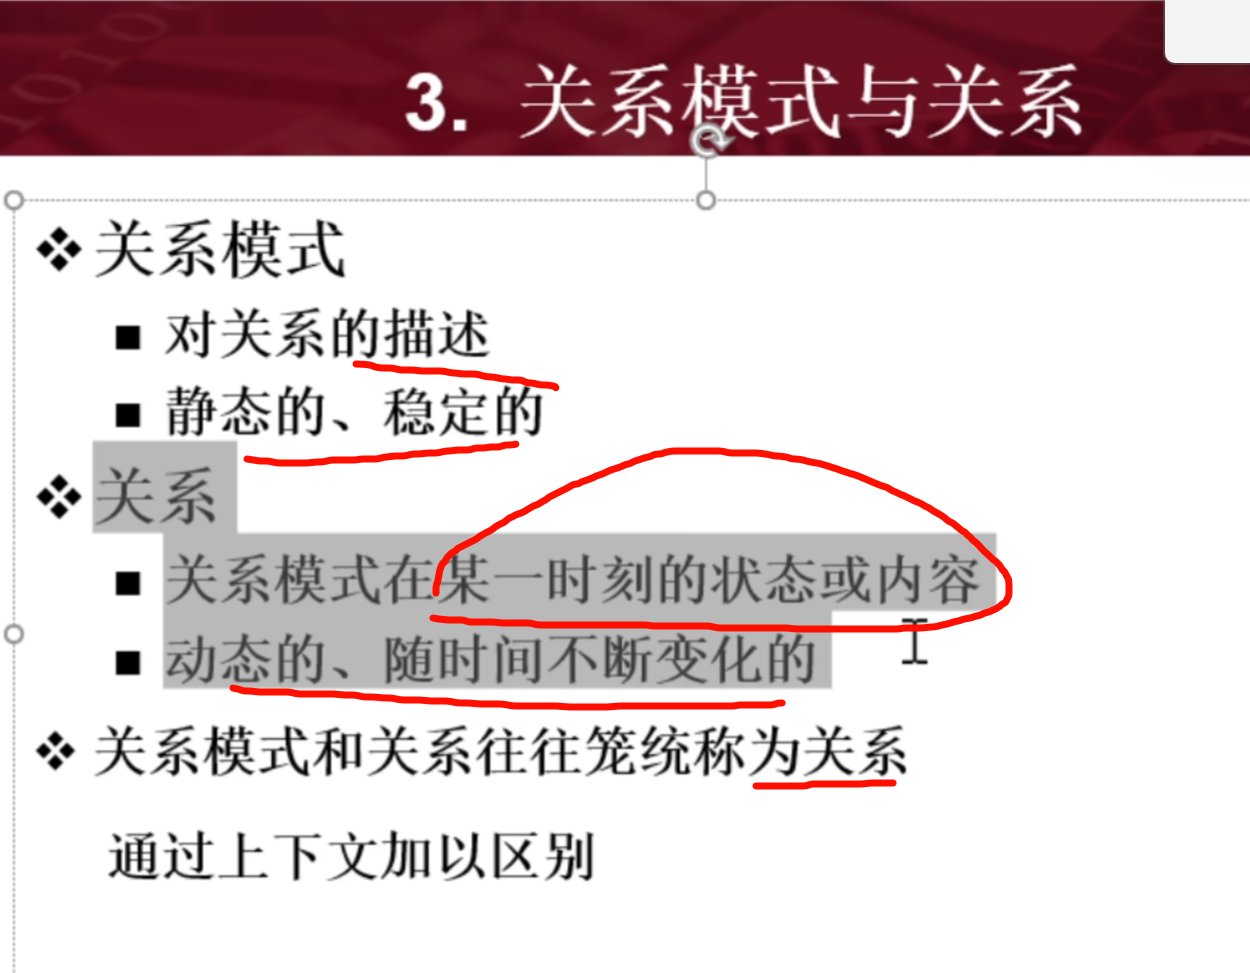 3. 关系模式与关系
关系模式
对关系的描述
静态的、稳定的
关系
关系模式在某一时刻的状态或内容
动态的、随时间不断变化的
关系模式和关系往往笼统称为关系
通过上下文加以区别